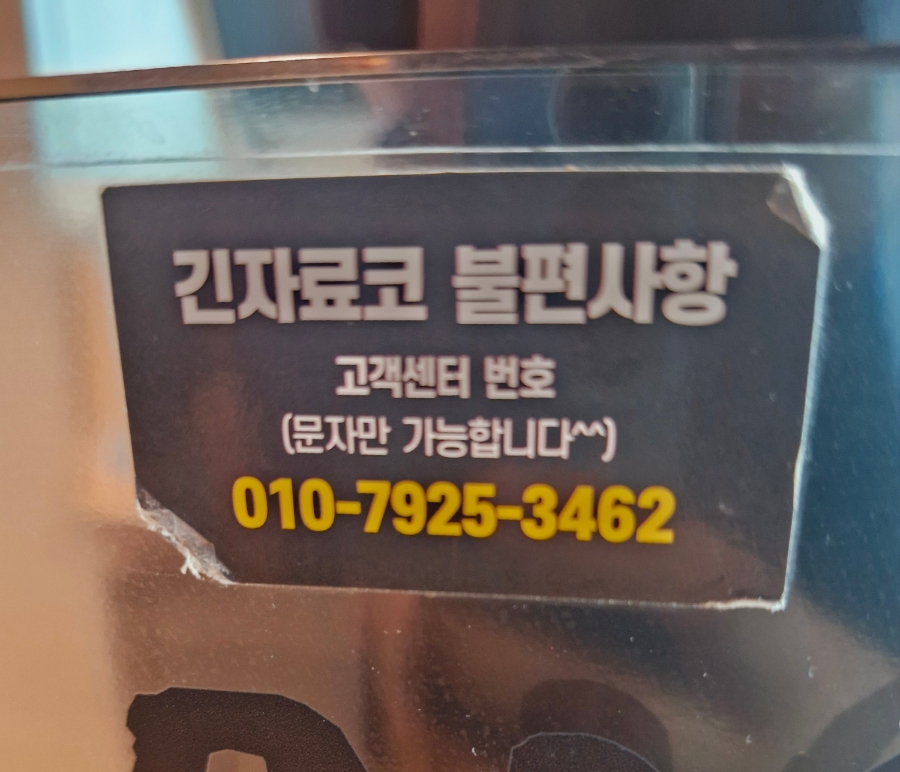 긴자료코 불편사항
고객센터 번호
(문자만 가능합니다^^)
010-7925-3462